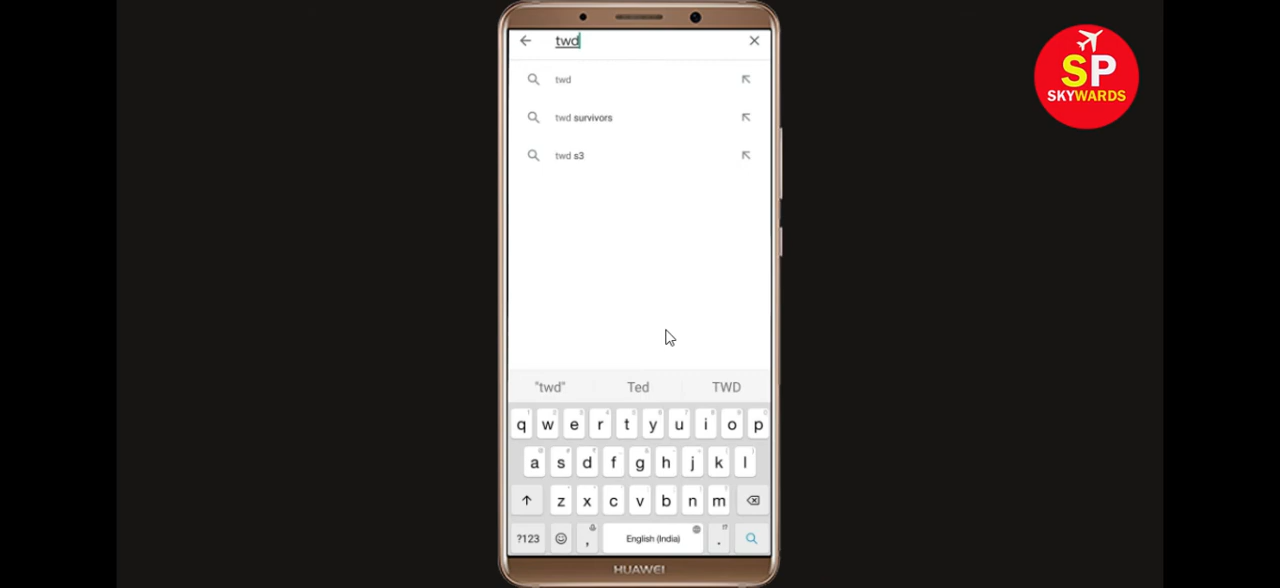 twd
SP
SKYWARDS
twd
twd survivors
twd s3
"twd" Ted TWD
q w e r t y u i o p
a s d f g h j k l
z x c v b n m
?123 , English (India) .
HUAWEI